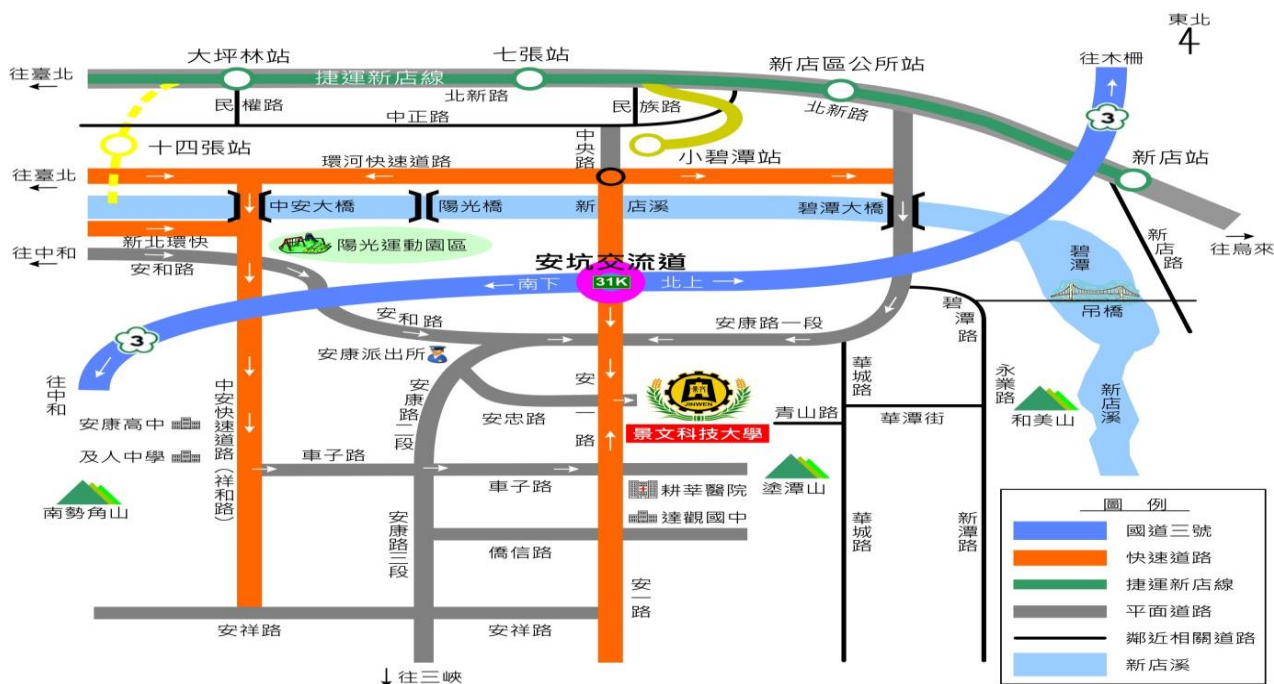 東北
4
往木柵
大坪林站
七張站
新店區公所站
往臺北
捷運新店線
北新路
北新路
民權路
民族路
中正路
3
十四張站
中央路
小碧潭站
新店站
環河快速道路
往臺北
中安大橋
陽光橋
新店溪
碧潭大橋
新北環快
往中和
安和路
陽光運動園區
安坑交流道
往烏來
新店路
碧潭
吊橋
南下
31K
北上
3
安和路
安康路一段
碧潭路
安康派出所
往中和
中安快速道路(祥和路)
安康路二段
安忠路
安一路
JINWEN
景文科技大學
華城路
青山路
華潭街
永業路
和美山
新店溪
安康高中
及人中學
車子路
車子路
耕莘醫院
塗潭山
南勢角山
達觀國中
安康路三段
僑信路
華城路
新潭路
安一路
安祥路
安祥路
往三峽
圖例
國道三號
快速道路
捷運新店線
平面道路
鄰近相關道路
新店溪